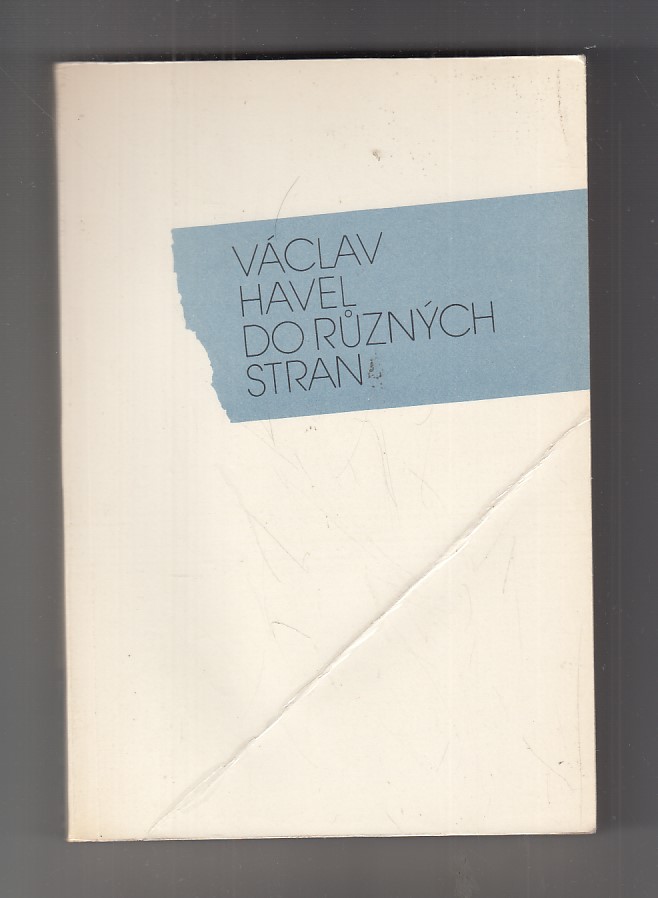 VÁCLAV
HAVEL
DO RŮZNÝCH
STRAN